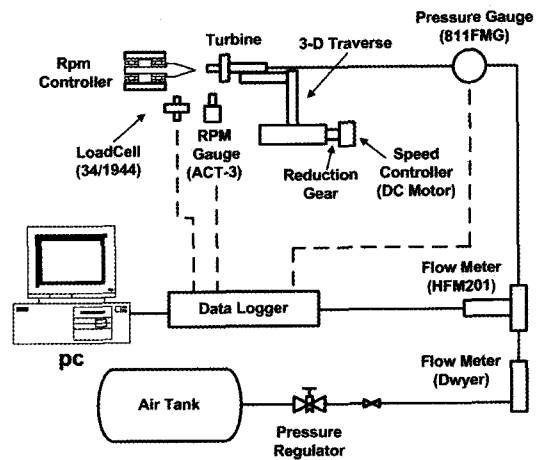 Pressure Gauge
(811FMG)
Turbine
3-D Traverse
Rpm
Controller
LoadCell
(34/1944)
RPM
Gauge
(ACT-3)
Reduction
Gear
Speed
Controller
(DC Motor)
Flow Meter
(HFM201)
Data Logger
pc
Flow Meter
(Dwyer)
Air Tank
Pressure
Regulator